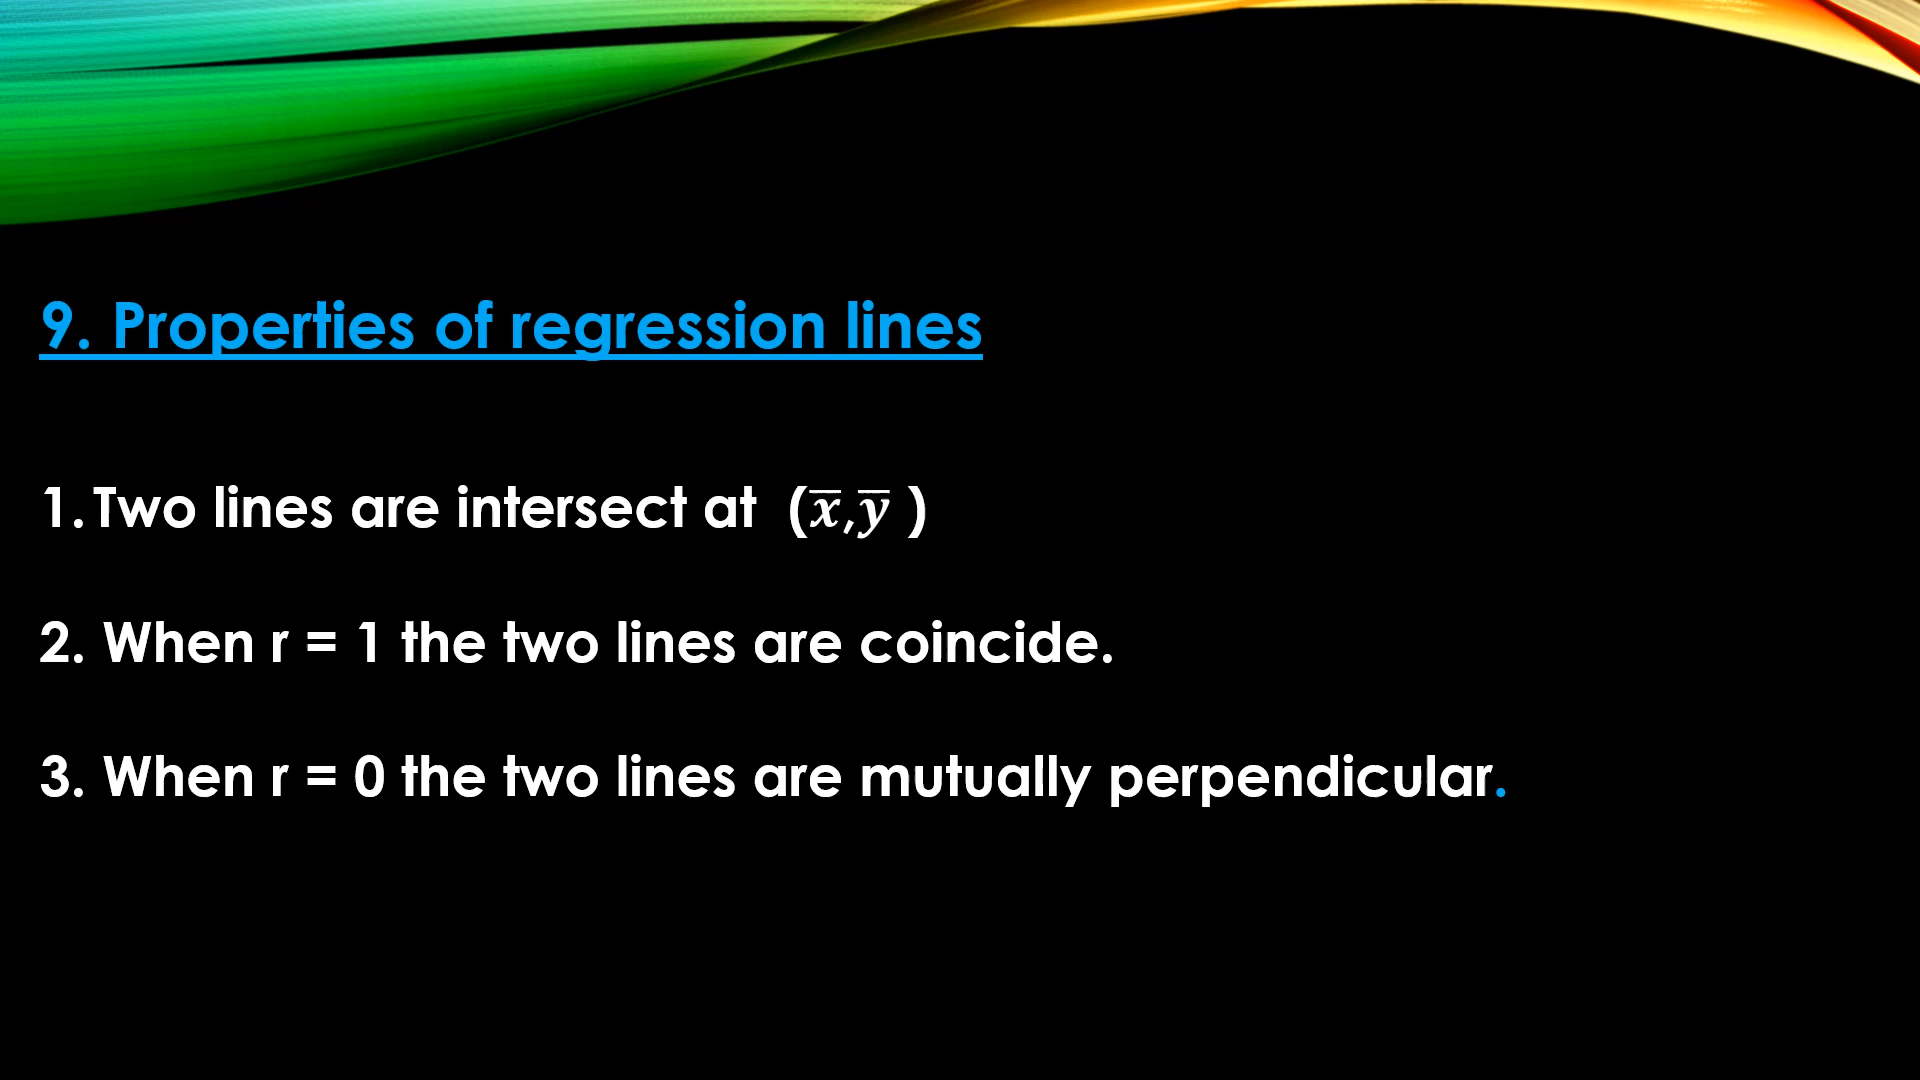 9. Properties of regression lines
1. Two lines are intersect at (x̅,y̅ )
2. When r = 1 the two lines are coincide.
3. When r = 0 the two lines are mutually perpendicular.